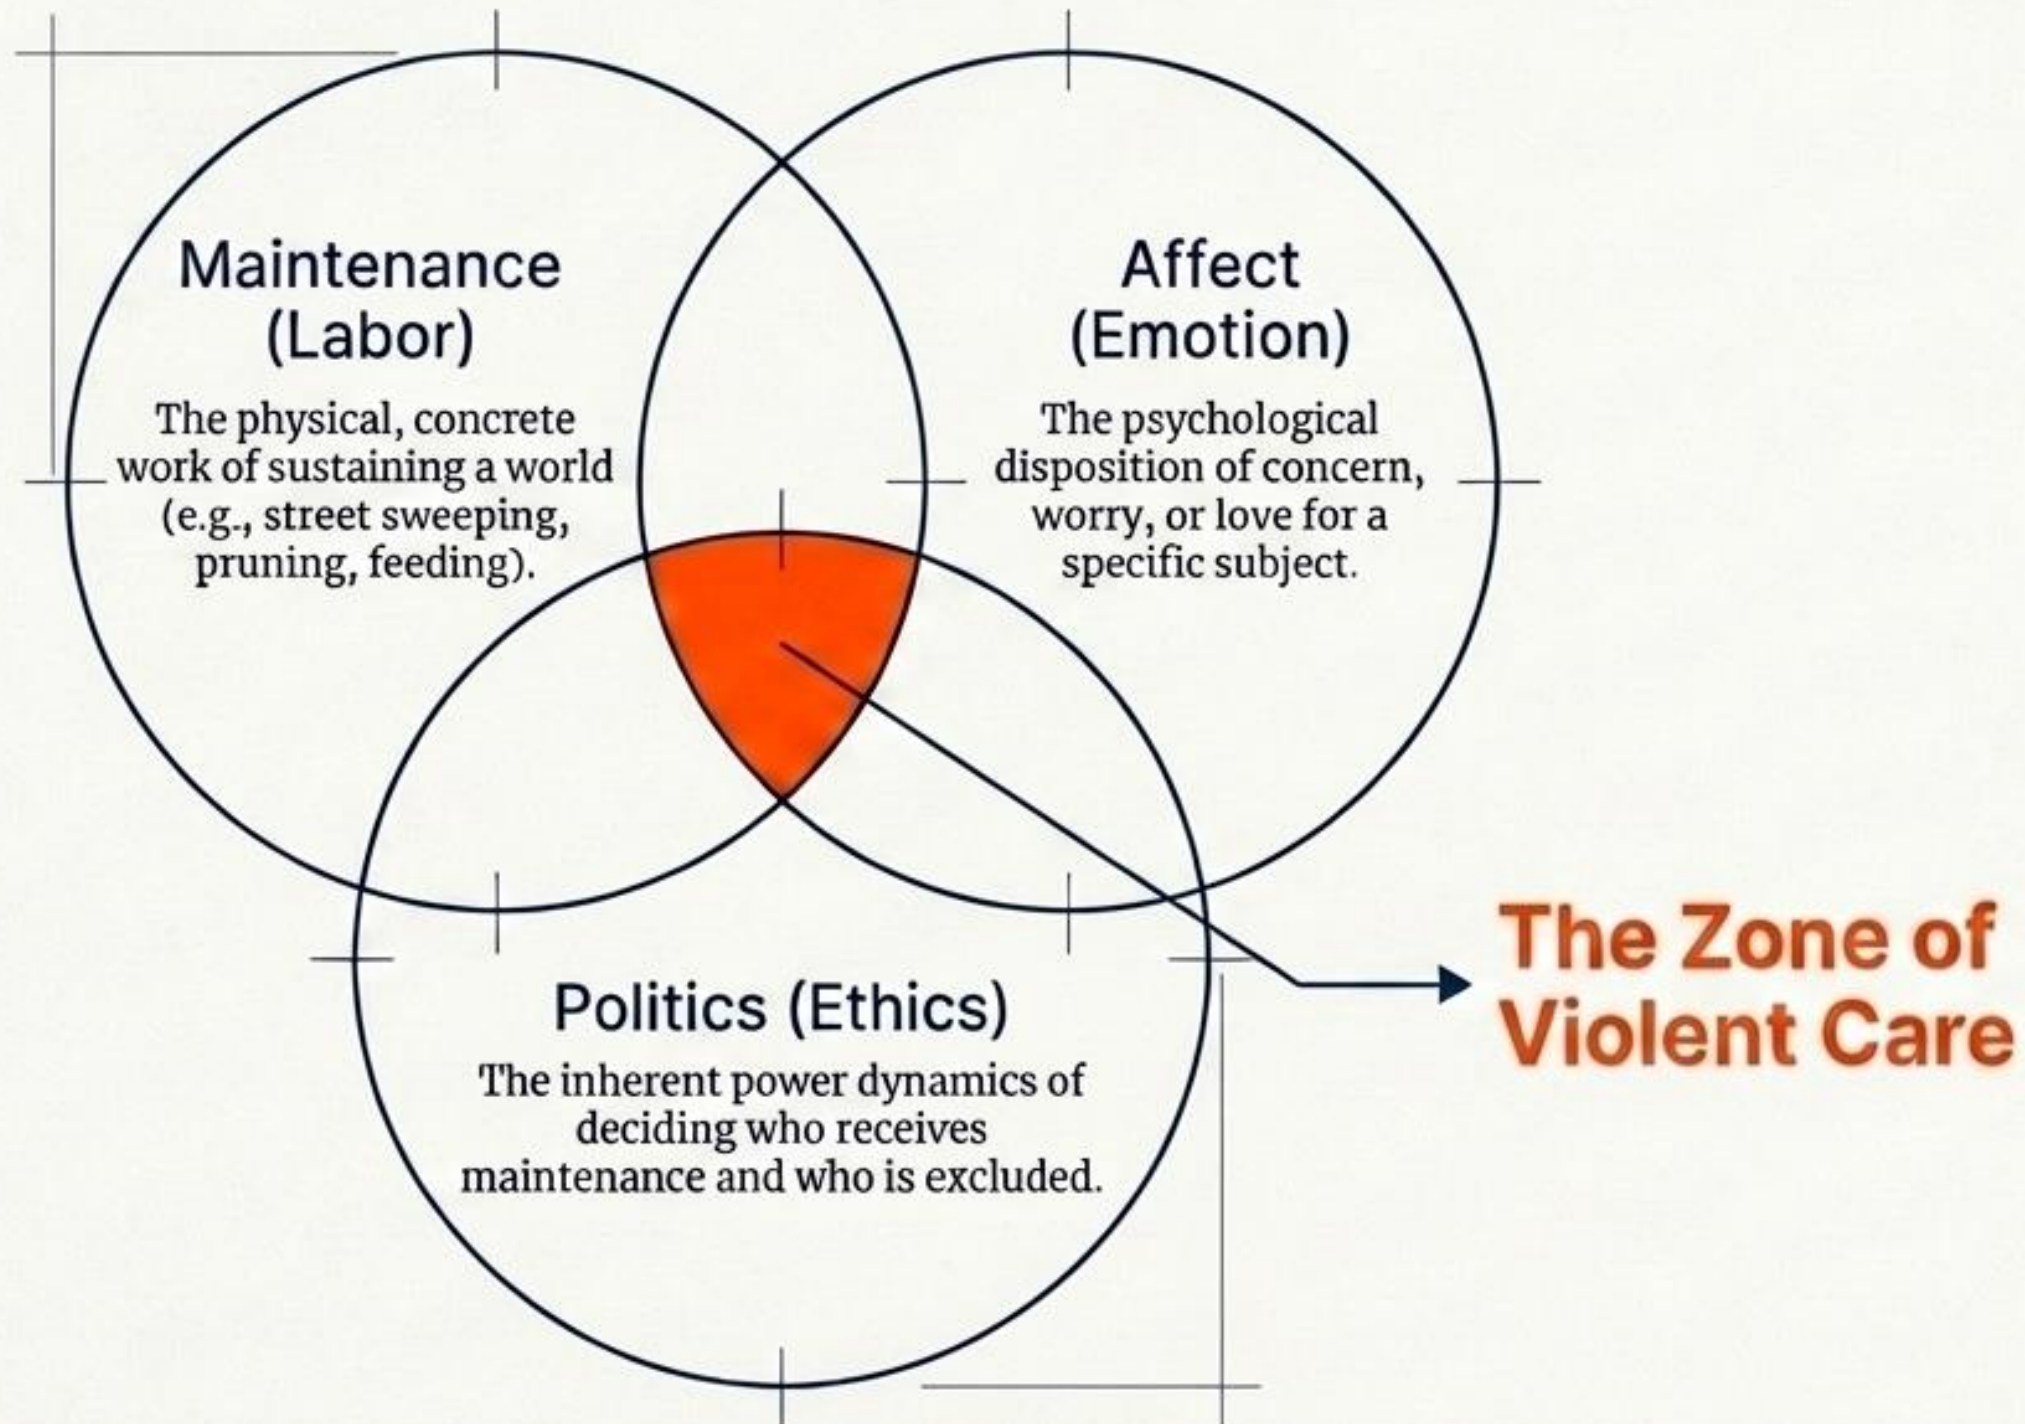 Maintenance
(Labor)
The physical, concrete
work of sustaining a world
(e.g., street sweeping,
pruning, feeding).
Affect
(Emotion)
The psychological
disposition of concern,
worry, or love for a
specific subject.
Politics (Ethics)
The inherent power dynamics of
deciding who receives
maintenance and who is excluded.
The Zone of
Violent Care